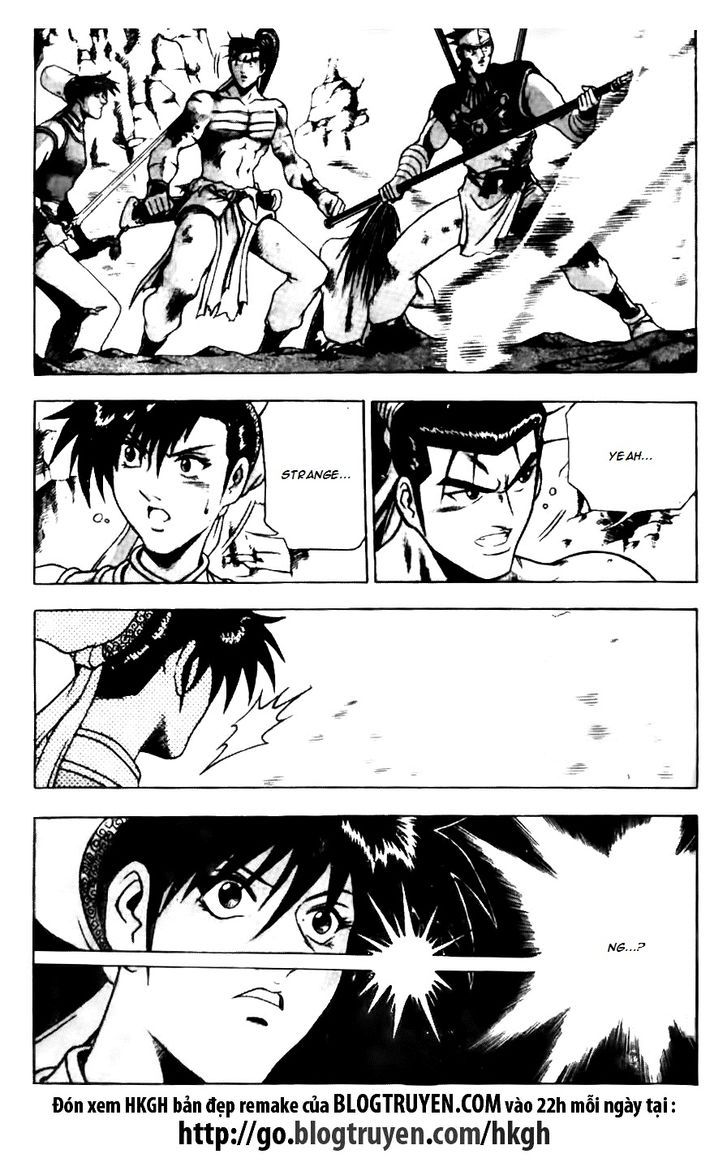 STRANGE...
YEAH...
NG...?
Đón xem HKGH bản đẹp remake của BLOGTRUYEN.COM vào 22h mỗi ngày tại :
http://go.blogtruyen.com/hkgh